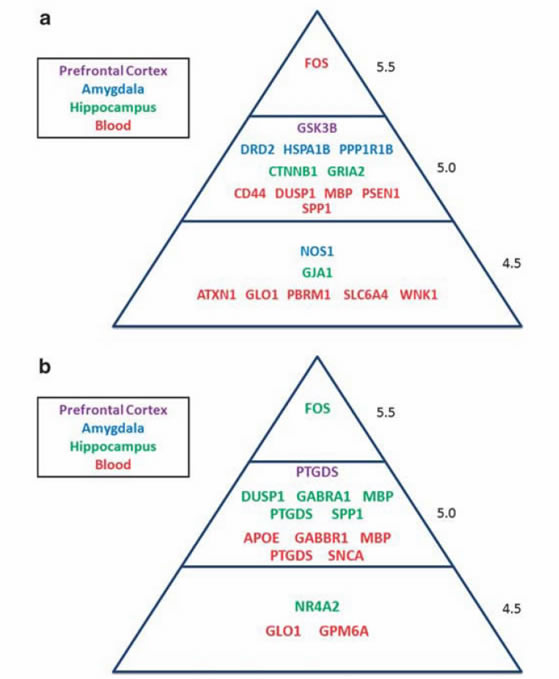 a
Prefrontal Cortex
Amygdala
Hippocampus
Blood
FOS
5.5
GSK3B
DRD2 HSPA1B PPP1R1B
CTNNB1 GRIA2
CD44 DUSP1 MBP PSEN1
SPP1
5.0
NOS1
GJA1
ATXN1 GLO1 PBRM1 SLC6A4 WNK1
4.5
b
Prefrontal Cortex
Amygdala
Hippocampus
Blood
FOS
5.5
PTGDS
DUSP1 GABRA1 MBP
PTGDS SPP1
APOE GABBR1 MBP
PTGDS SNCA
5.0
NR4A2
GLO1 GPM6A
4.5